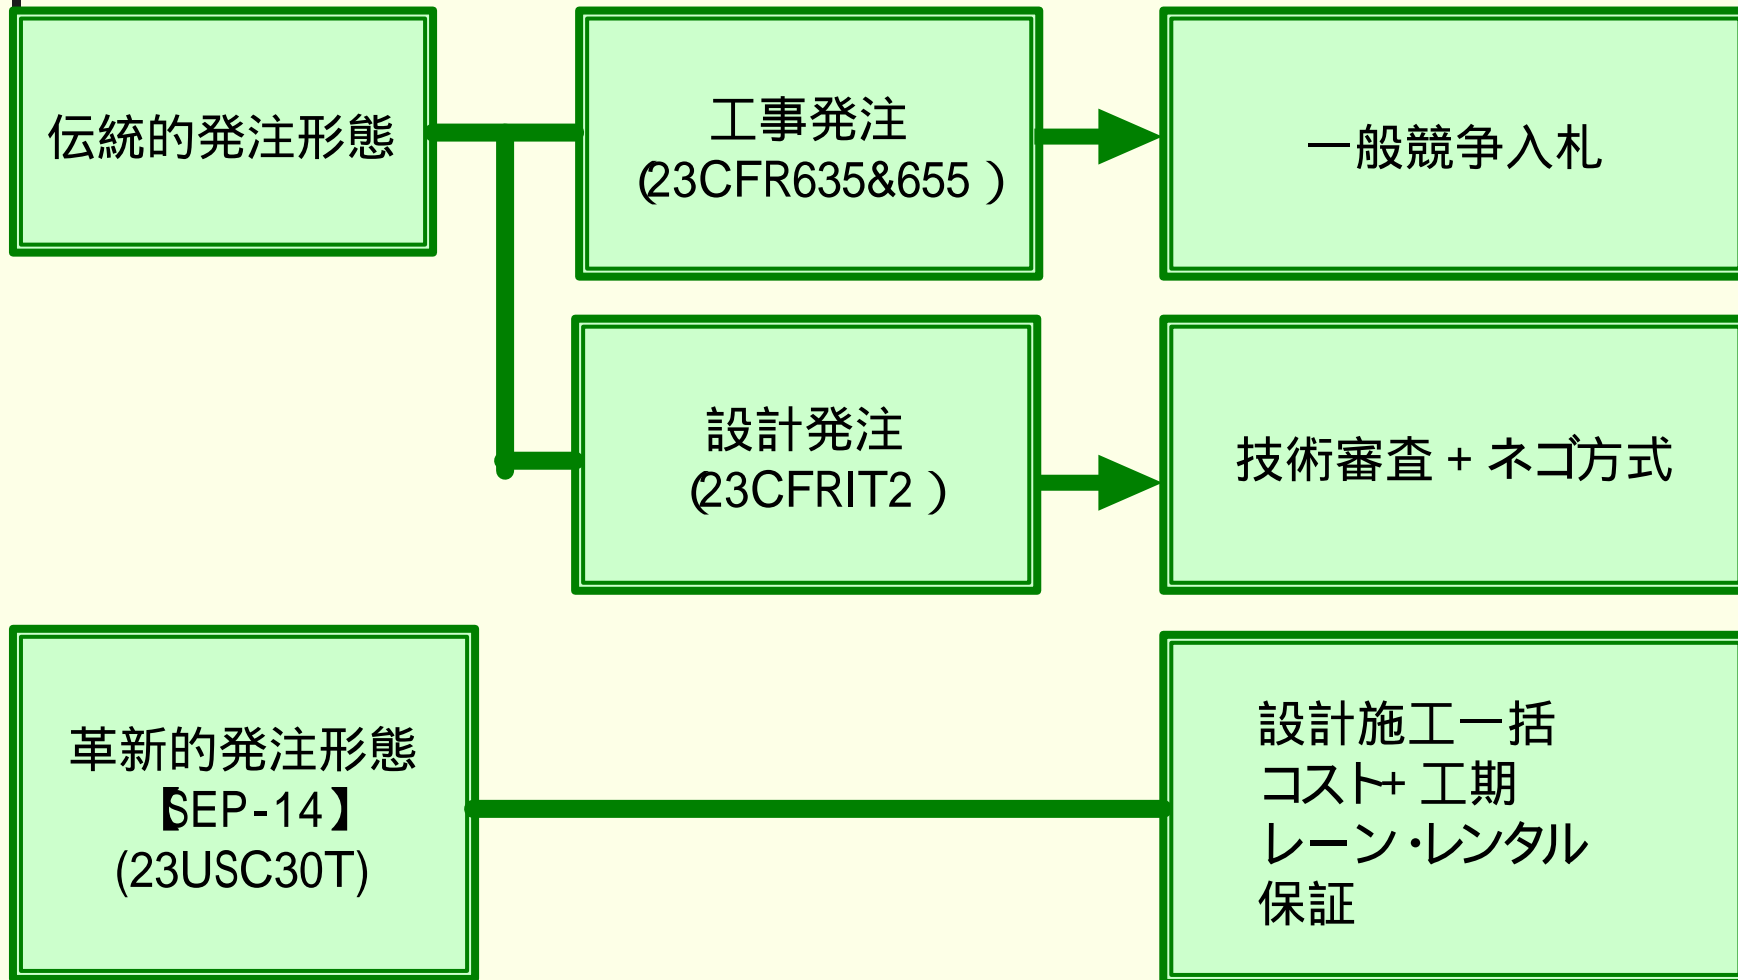 伝統的発注形態
工事発注
(23CFR635&655 )
一般競争入札
設計発注
(23CFRIT2 )
技術審査 + ネゴ方式
革新的発注形態
【SEP-14 】
(23USC30T)
設計施工一括
コスト+ 工期
レーン・レンタル
保証